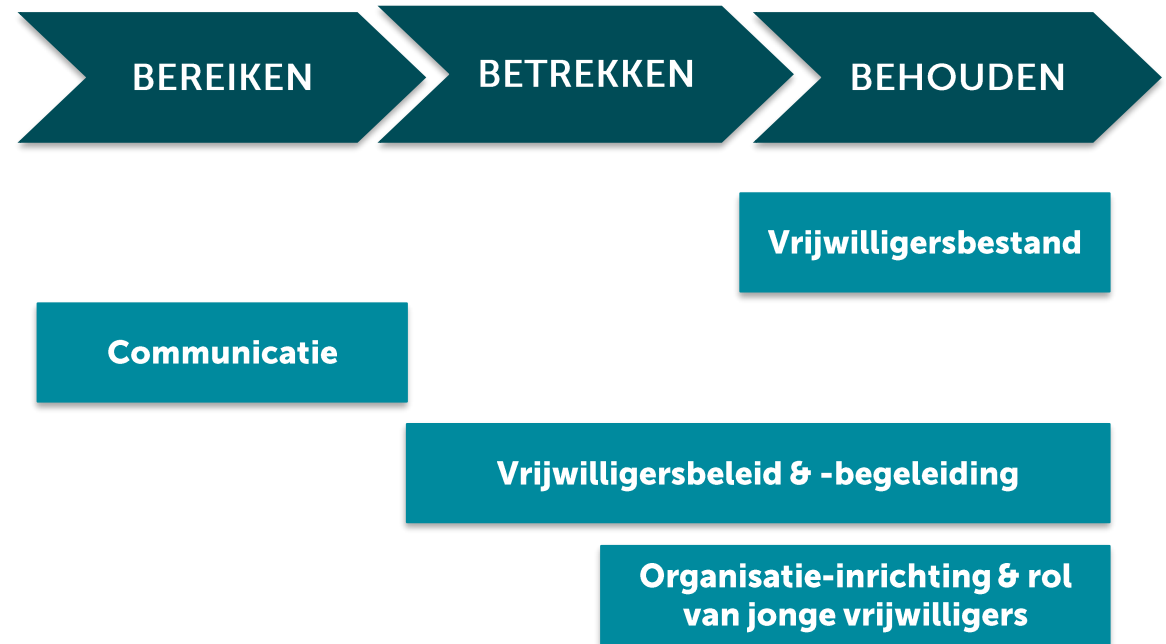 BEREIKEN
BETREKKEN
BEHOUDEN
Vrijwilligersbestand
Communicatie
Vrijwilligersbeleid & -begeleiding
Organisatie-inrichting & rol
van jonge vrijwilligers